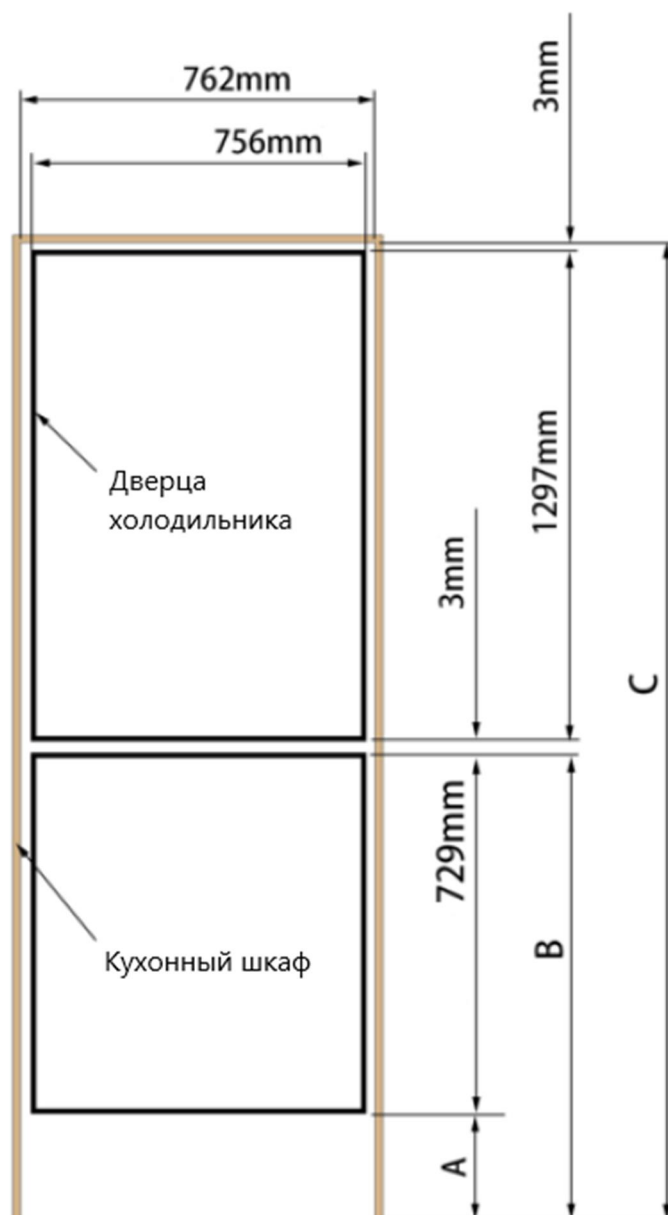 762mm
3mm
756mm
1297mm
Дверца
холодильника
3mm
C
729mm
B
Кухонный шкаф
A